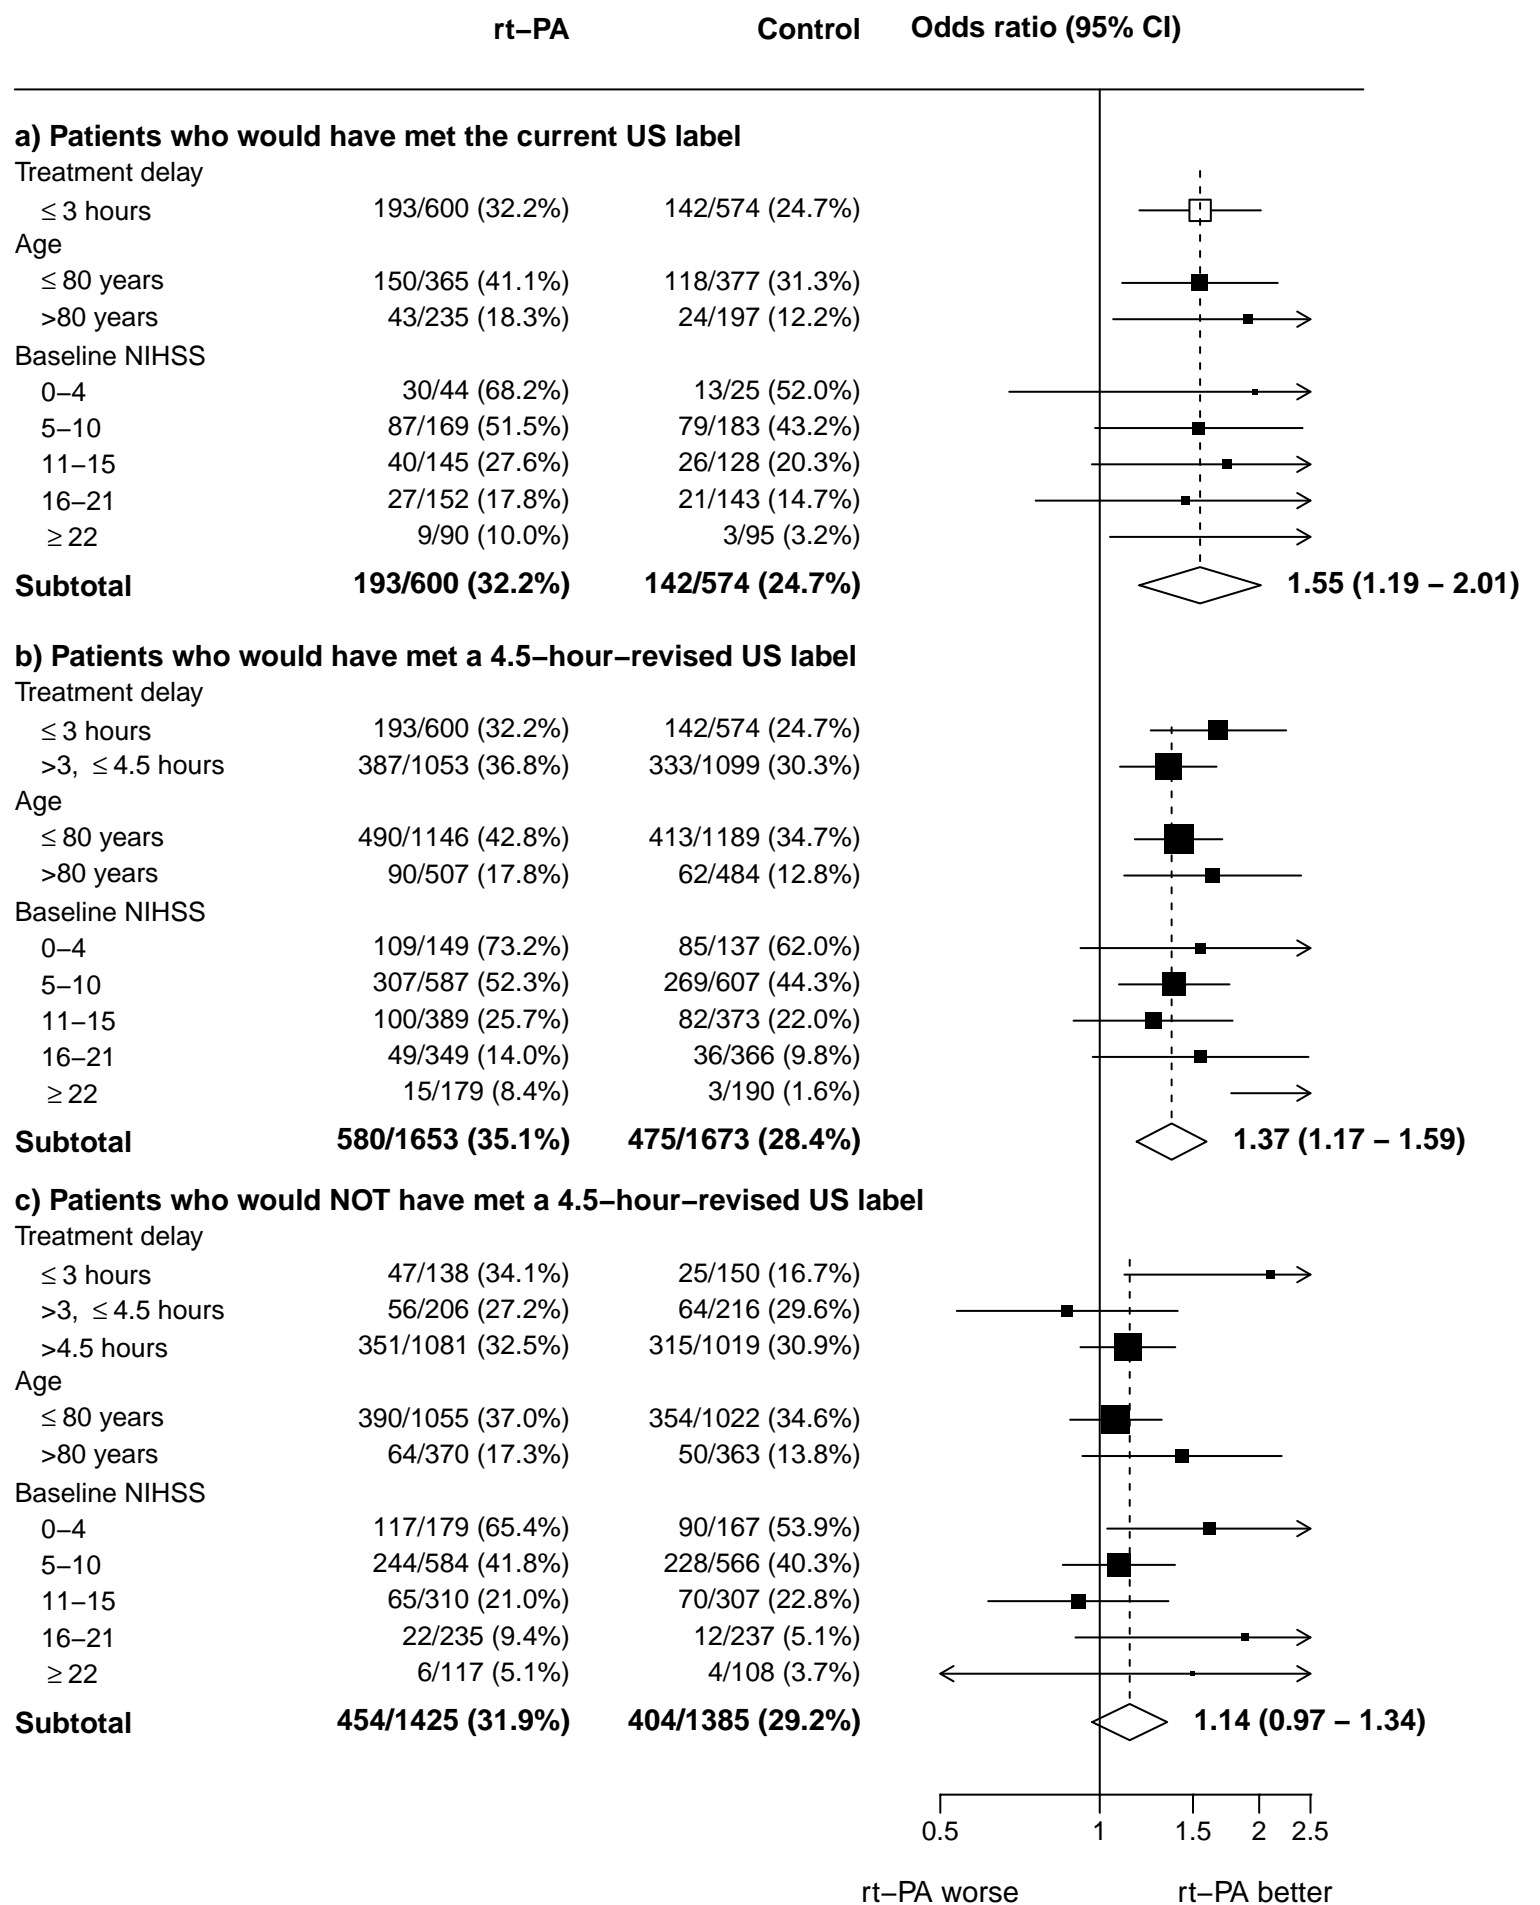 rt–PA Control Odds ratio (95% CI)
a) Patients who would have met the current US label
Treatment delay
≤ 3 hours 193/600 (32.2%) 142/574 (24.7%)
Age
≤ 80 years 150/365 (41.1%) 118/377 (31.3%)
>80 years 43/235 (18.3%) 24/197 (12.2%)
Baseline NIHSS
0–4 30/44 (68.2%) 13/25 (52.0%)
5–10 87/169 (51.5%) 79/183 (43.2%)
11–15 40/145 (27.6%) 26/128 (20.3%)
16–21 27/152 (17.8%) 21/143 (14.7%)
≥ 22 9/90 (10.0%) 3/95 (3.2%)
Subtotal 193/600 (32.2%) 142/574 (24.7%) 1.55 (1.19 – 2.01)
b) Patients who would have met a 4.5–hour–revised US label
Treatment delay
≤ 3 hours 193/600 (32.2%) 142/574 (24.7%)
>3, ≤ 4.5 hours 387/1053 (36.8%) 333/1099 (30.3%)
Age
≤ 80 years 490/1146 (42.8%) 413/1189 (34.7%)
>80 years 90/507 (17.8%) 62/484 (12.8%)
Baseline NIHSS
0–4 109/149 (73.2%) 85/137 (62.0%)
5–10 307/587 (52.3%) 269/607 (44.3%)
11–15 100/389 (25.7%) 82/373 (22.0%)
16–21 49/349 (14.0%) 36/366 (9.8%)
≥ 22 15/179 (8.4%) 3/190 (1.6%)
Subtotal 580/1653 (35.1%) 475/1673 (28.4%) 1.37 (1.17 – 1.59)
c) Patients who would NOT have met a 4.5–hour–revised US label
Treatment delay
≤ 3 hours 47/138 (34.1%) 25/150 (16.7%)
>3, ≤ 4.5 hours 56/206 (27.2%) 64/216 (29.6%)
>4.5 hours 351/1081 (32.5%) 315/1019 (30.9%)
Age
≤ 80 years 390/1055 (37.0%) 354/1022 (34.6%)
>80 years 64/370 (17.3%) 50/363 (13.8%)
Baseline NIHSS
0–4 117/179 (65.4%) 90/167 (53.9%)
5–10 244/584 (41.8%) 228/566 (40.3%)
11–15 65/310 (21.0%) 70/307 (22.8%)
16–21 22/235 (9.4%) 12/237 (5.1%)
≥ 22 6/117 (5.1%) 4/108 (3.7%)
Subtotal 454/1425 (31.9%) 404/1385 (29.2%) 1.14 (0.97 – 1.34)
0.5 1 1.5 2 2.5
rt–PA worse rt–PA better